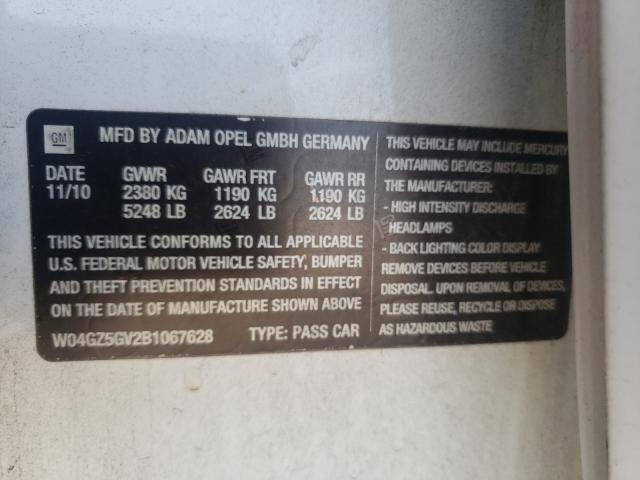 GM MFD BY ADAM OPEL GMBH GERMANY
DATE GVWR GAWR FRT GAWR RR
11/10 2380 KG 1190 KG 1190 KG
5248 LB 2624 LB 2624 LB
THIS VEHICLE CONFORMS TO ALL APPLICABLE
U.S. FEDERAL MOTOR VEHICLE SAFETY, BUMPER
AND THEFT PREVENTION STANDARDS IN EFFECT
ON THE DATE OF MANUFACTURE SHOWN ABOVE
W04GZ5GV2B1067628 TYPE: PASS CAR
THIS VEHICLE MAY INCLUDE MERCURY
CONTAINING DEVICES INSTALLED BY
THE MANUFACTURER:
- HIGH INTENSITY DISCHARGE
HEADLAMPS
- BACK LIGHTING COLOR DISPLAY
REMOVE DEVICES BEFORE VEHICLE
DISPOSAL. UPON REMOVAL OF DEVICES,
PLEASE REUSE, RECYCLE OR DISPOSE
AS HAZARDOUS WASTE